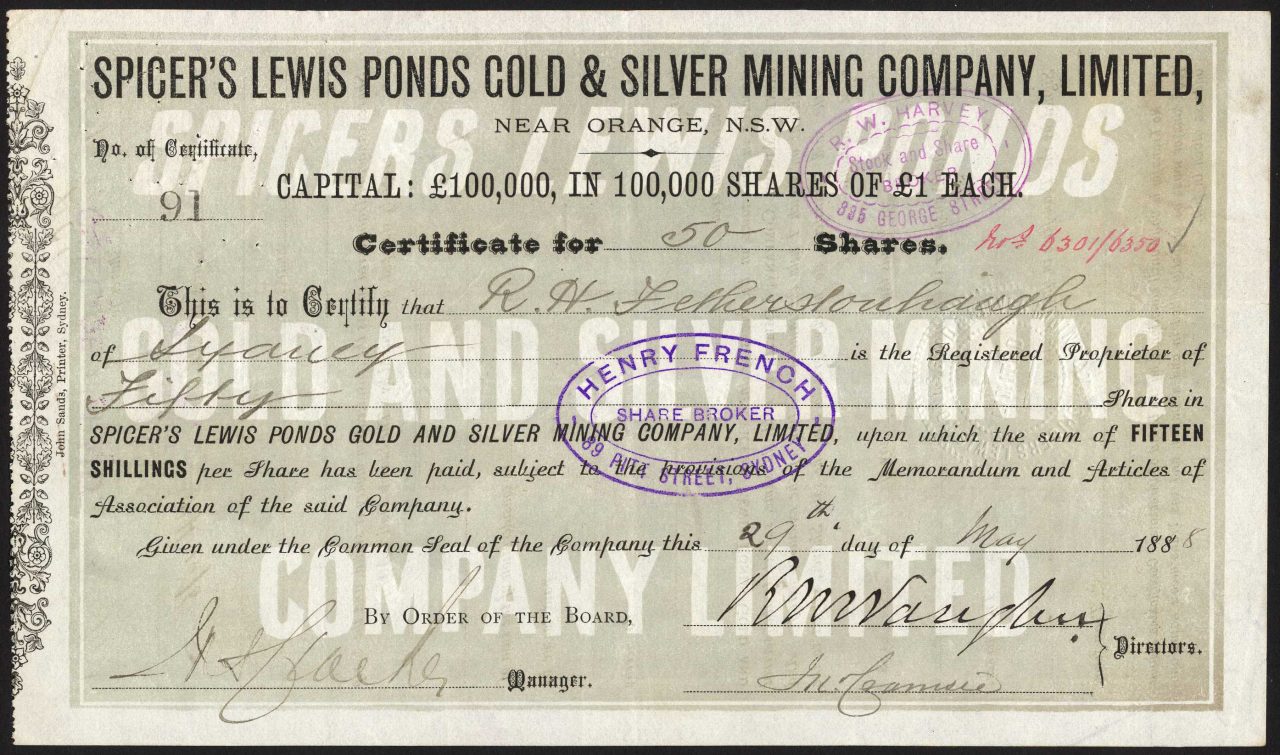 SPICER'S LEWIS PONDS GOLD & SILVER MINING COMPANY, LIMITED,
NEAR ORANGE, N.S.W.
No. of Certificate,
91
CAPITAL: £100,000, IN 100,000 SHARES OF £1 EACH.
R. W. HARVEY
Stock and Share
BROKER
GEORGE STREET
Certificate for 50 Shares. Nos. 6301/6350
This is to Certify that R. H. Fetherstonhaugh
of Sydney is the Registered Proprietor of
Fifty Shares in
SPICER'S LEWIS PONDS GOLD AND SILVER MINING COMPANY, LIMITED, upon which the sum of FIFTEEN
SHILLINGS per Share has been paid, subject to the provisions of the Memorandum and Articles of
Association of the said Company.
HENRY FRENCH
SHARE BROKER
89 PITT STREET, SYDNEY
Given under the Common Seal of the Company this 29th day of May 1888
By Order of the Board,
Manager.
Directors.
John Sands, Printer, Sydney.
SPICERS LEWIS PONDS
GOLD AND SILVER MINING
COMPANY LIMITED